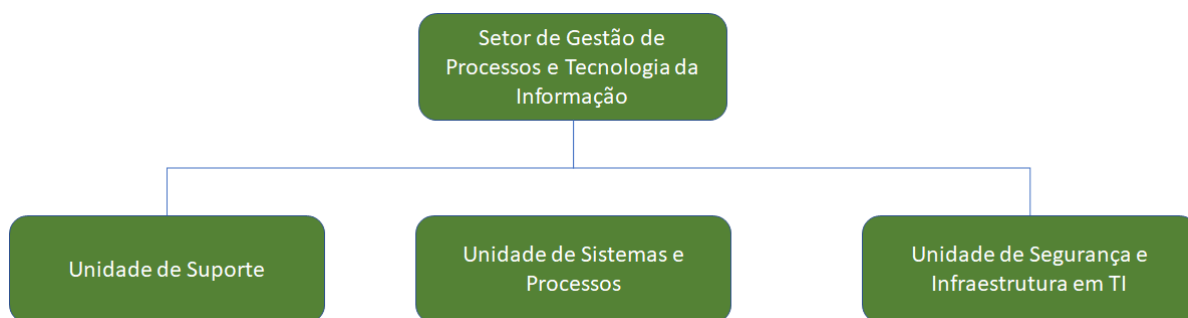 Setor de Gestão de
Processos e Tecnologia da
Informação
Unidade de Suporte
Unidade de Sistemas e
Processos
Unidade de Segurança e
Infraestrutura em TI